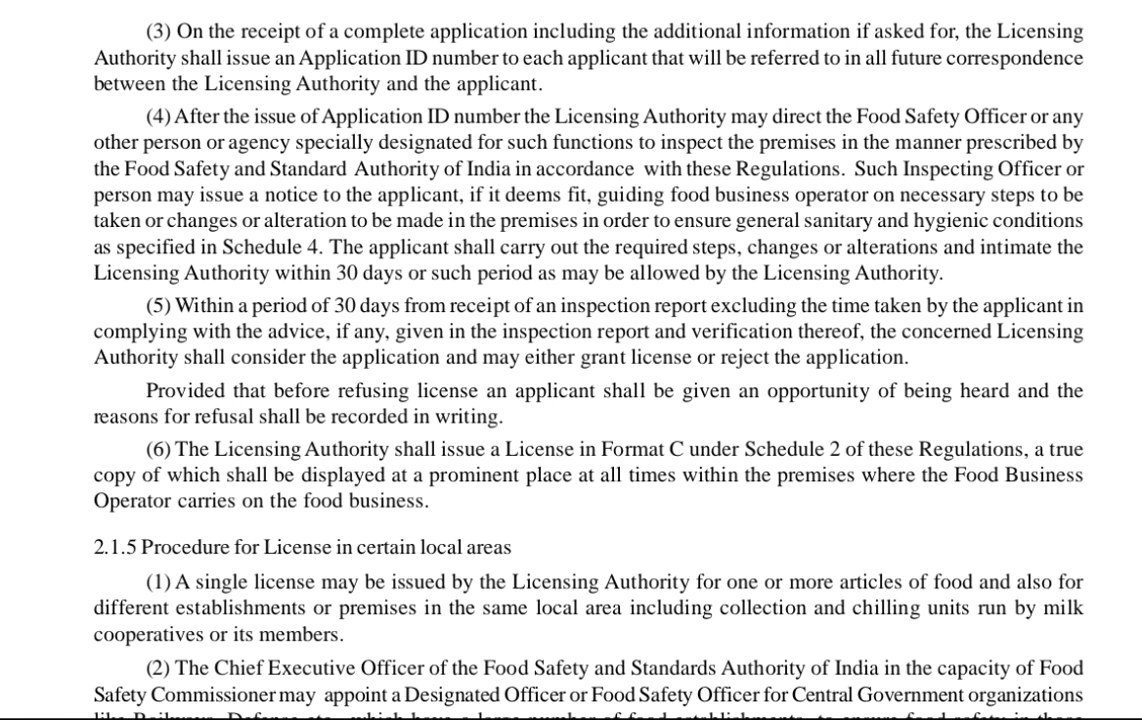 (3) On the receipt of a complete application including the additional information if asked for, the Licensing
Authority shall issue an Application ID number to each applicant that will be referred to in all future correspondence
between the Licensing Authority and the applicant.
(4) After the issue of Application ID number the Licensing Authority may direct the Food Safety Officer or any
other person or agency specially designated for such functions to inspect the premises in the manner prescribed by
the Food Safety and Standard Authority of India in accordance with these Regulations. Such Inspecting Officer or
person may issue a notice to the applicant, if it deems fit, guiding food business operator on necessary steps to be
taken or changes or alteration to be made in the premises in order to ensure general sanitary and hygienic conditions
as specified in Schedule 4. The applicant shall carry out the required steps, changes or alterations and intimate the
Licensing Authority within 30 days or such period as may be allowed by the Licensing Authority.
(5) Within a period of 30 days from receipt of an inspection report excluding the time taken by the applicant in
complying with the advice, if any, given in the inspection report and verification thereof, the concerned Licensing
Authority shall consider the application and may either grant license or reject the application.
Provided that before refusing license an applicant shall be given an opportunity of being heard and the
reasons for refusal shall be recorded in writing.
(6) The Licensing Authority shall issue a License in Format C under Schedule 2 of these Regulations, a true
copy of which shall be displayed at a prominent place at all times within the premises where the Food Business
Operator carries on the food business.
2.1.5 Procedure for License in certain local areas
(1) A single license may be issued by the Licensing Authority for one or more articles of food and also for
different establishments or premises in the same local area including collection and chilling units run by milk
cooperatives or its members.
(2) The Chief Executive Officer of the Food Safety and Standards Authority of India in the capacity of Food
Safety Commissioner may appoint a Designated Officer or Food Safety Officer for Central Government organizations